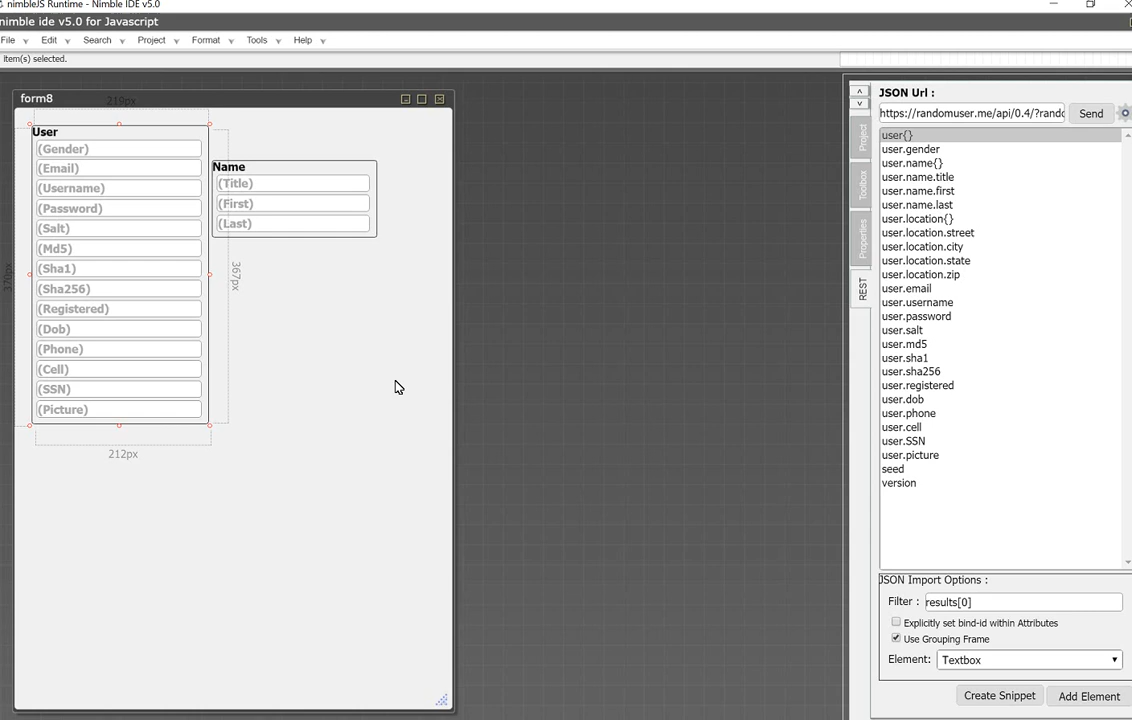 nimbleJS Runtime - Nimble IDE v5.0
nimble ide v5.0 for Javascript
File Edit Search Project Format Tools Help
item(s) selected.
form8
219px
User
(Gender)
(Email)
(Username)
(Password)
(Salt)
(Md5)
(Sha1)
(Sha256)
(Registered)
(Dob)
(Phone)
(Cell)
(SSN)
(Picture)
370px
367px
212px
Name
(Title)
(First)
(Last)
Project
Toolbox
Properties
REST
JSON Url :
https://randomuser.me/api/0.4/?rand Send
user{}
user.gender
user.name{}
user.name.title
user.name.first
user.name.last
user.location{}
user.location.street
user.location.city
user.location.state
user.location.zip
user.email
user.username
user.password
user.salt
user.md5
user.sha1
user.sha256
user.registered
user.dob
user.phone
user.cell
user.SSN
user.picture
seed
version
JSON Import Options :
Filter : results[0]
Explicitly set bind-id within Attributes
Use Grouping Frame
Element: Textbox
Create Snippet Add Element